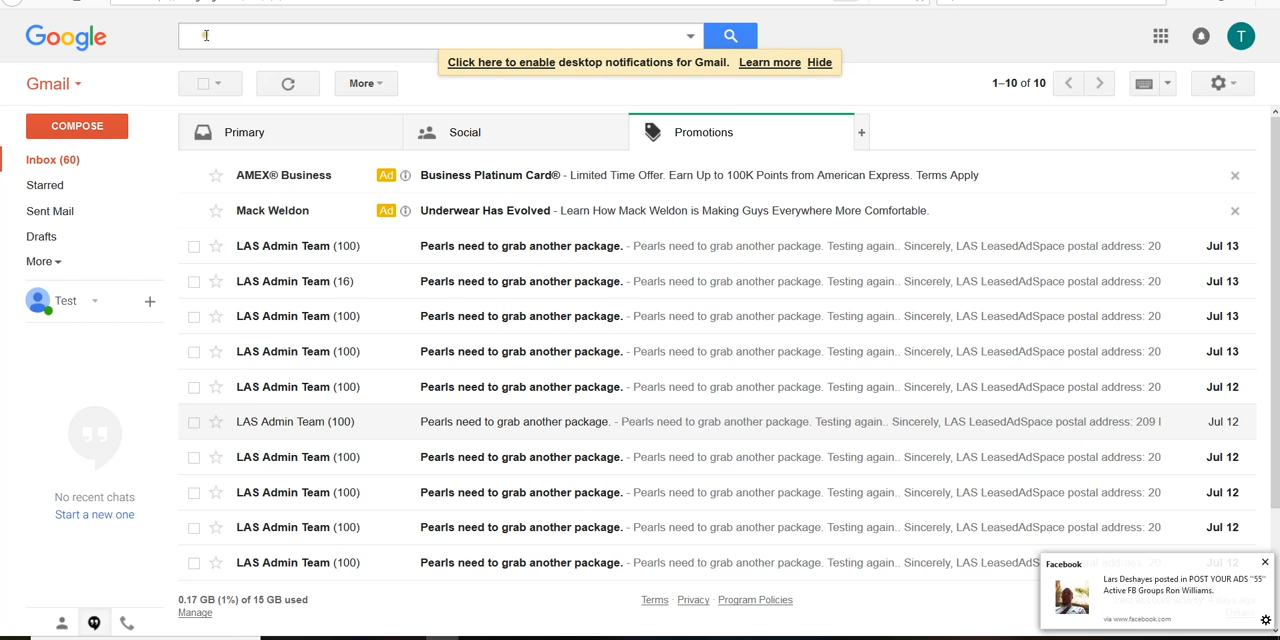 Google
T
Click here to enable desktop notifications for Gmail. Learn more Hide
Gmail
More
1–10 of 10
COMPOSE
Primary
Social
Promotions
+
Inbox (60)
Starred
Sent Mail
Drafts
More
Test
+
AMEX® Business Ad Business Platinum Card® - Limited Time Offer. Earn Up to 100K Points from American Express. Terms Apply
Mack Weldon Ad Underwear Has Evolved - Learn How Mack Weldon is Making Guys Everywhere More Comfortable.
LAS Admin Team (100) Pearls need to grab another package. - Pearls need to grab another package. Testing again.. Sincerely, LAS LeasedAdSpace postal address: 20 Jul 13
LAS Admin Team (16) Pearls need to grab another package. - Pearls need to grab another package. Testing again.. Sincerely, LAS LeasedAdSpace postal address: 20 Jul 13
LAS Admin Team (100) Pearls need to grab another package. - Pearls need to grab another package. Testing again.. Sincerely, LAS LeasedAdSpace postal address: 20 Jul 13
LAS Admin Team (100) Pearls need to grab another package. - Pearls need to grab another package. Testing again.. Sincerely, LAS LeasedAdSpace postal address: 20 Jul 13
LAS Admin Team (100) Pearls need to grab another package. - Pearls need to grab another package. Testing again.. Sincerely, LAS LeasedAdSpace postal address: 20 Jul 12
LAS Admin Team (100) Pearls need to grab another package. - Pearls need to grab another package. Testing again.. Sincerely, LAS LeasedAdSpace postal address: 209 l Jul 12
LAS Admin Team (100) Pearls need to grab another package. - Pearls need to grab another package. Testing again.. Sincerely, LAS LeasedAdSpace postal address: 20 Jul 12
LAS Admin Team (100) Pearls need to grab another package. - Pearls need to grab another package. Testing again.. Sincerely, LAS LeasedAdSpace postal address: 20 Jul 12
LAS Admin Team (100) Pearls need to grab another package. - Pearls need to grab another package. Testing again.. Sincerely, LAS LeasedAdSpace postal address: 20 Jul 12
LAS Admin Team (100) Pearls need to grab another package. - Pearls need to grab another package. Testing again.. Sincerely, LAS LeasedAdSpace postal address: 20 Jul 12
No recent chats
Start a new one
0.17 GB (1%) of 15 GB used
Manage
Terms · Privacy · Program Policies
Facebook
Lars Deshayes posted in POST YOUR ADS "55"
Active FB Groups Ron Williams.
via www.facebook.com